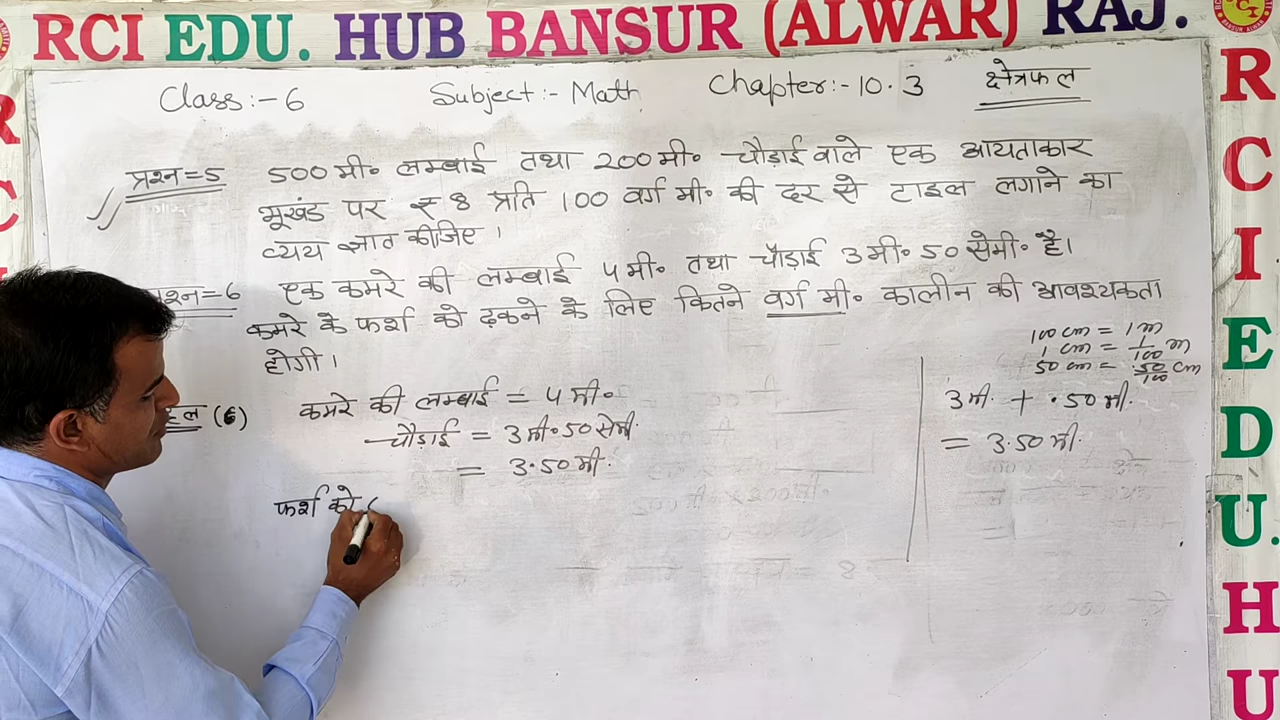 RCI EDU. HUB BANSUR (ALWAR) RAJ.
Class:- 6 Subject:- Math Chapter:- 10.3 क्षेत्रफल
प्रश्न=5 500 मी॰ लम्बाई तथा 200 मी॰ चौड़ाई वाले एक आयताकार
भूखंड पर ₹ 8 प्रति 100 वर्ग मी॰ की दर से टाइल लगाने का
व्यय ज्ञात कीजिए।
प्रश्न=6 एक कमरे की लम्बाई 4 मी॰ तथा चौड़ाई 3 मी॰ 50 सेमी॰ है।
कमरे के फर्श को ढ़कने के लिए कितने वर्ग मी॰ कालीन की आवश्यकता
होगी।
हल (6) कमरे की लम्बाई = 4 मी॰
चौड़ाई = 3 मी॰ 50 सेमी॰
= 3.50 मी॰
फर्श को
100 cm = 1 m
1 cm = 1/100 m
50 cm = 50/100 cm
3 मी॰ + .50 मी॰
= 3.50 मी॰
R
C
I
E
D
U.
H
U